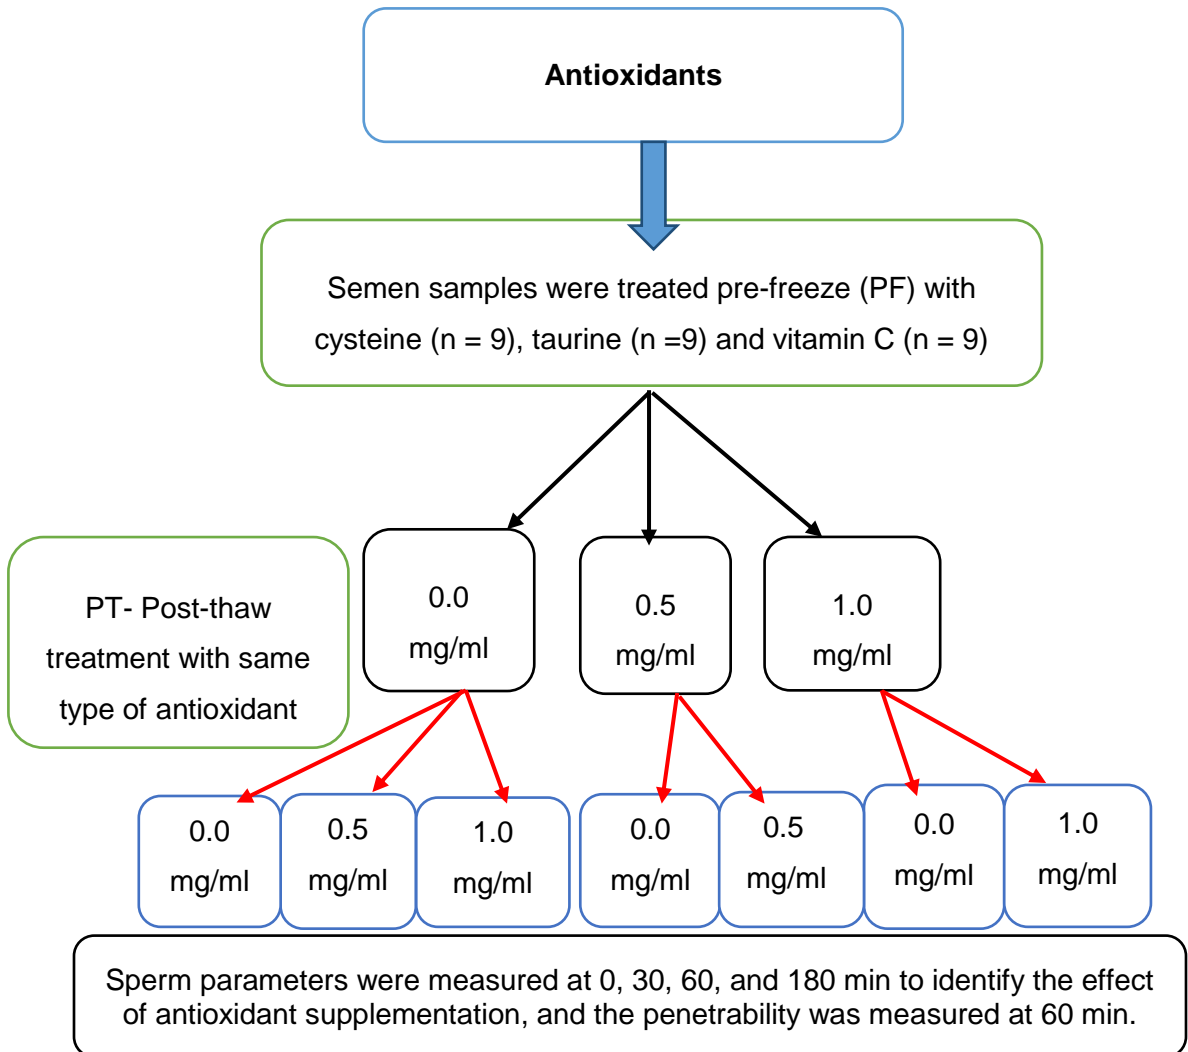 Antioxidants
Semen samples were treated pre-freeze (PF) with
cysteine (n = 9), taurine (n =9) and vitamin C (n = 9)
0.0
mg/ml
0.5
mg/ml
1.0
mg/ml
PT- Post-thaw
treatment with same
type of antioxidant
0.0
mg/ml
0.5
mg/ml
1.0
mg/ml
0.0
mg/ml
0.5
mg/ml
0.0
mg/ml
1.0
mg/ml
Sperm parameters were measured at 0, 30, 60, and 180 min to identify the effect
of antioxidant supplementation, and the penetrability was measured at 60 min.